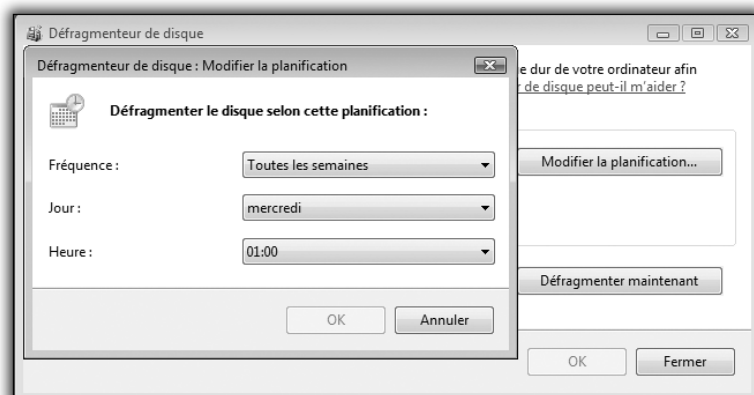 Défragmenteur de disque
Défragmenteur de disque : Modifier la planification
Défragmenter le disque selon cette planification :
Fréquence :
Toutes les semaines
Jour :
mercredi
Heure :
01:00
OK
Annuler
dur de votre ordinateur afin
de disque peut-il m'aider ?
Modifier la planification...
Défragmenter maintenant
OK
Fermer